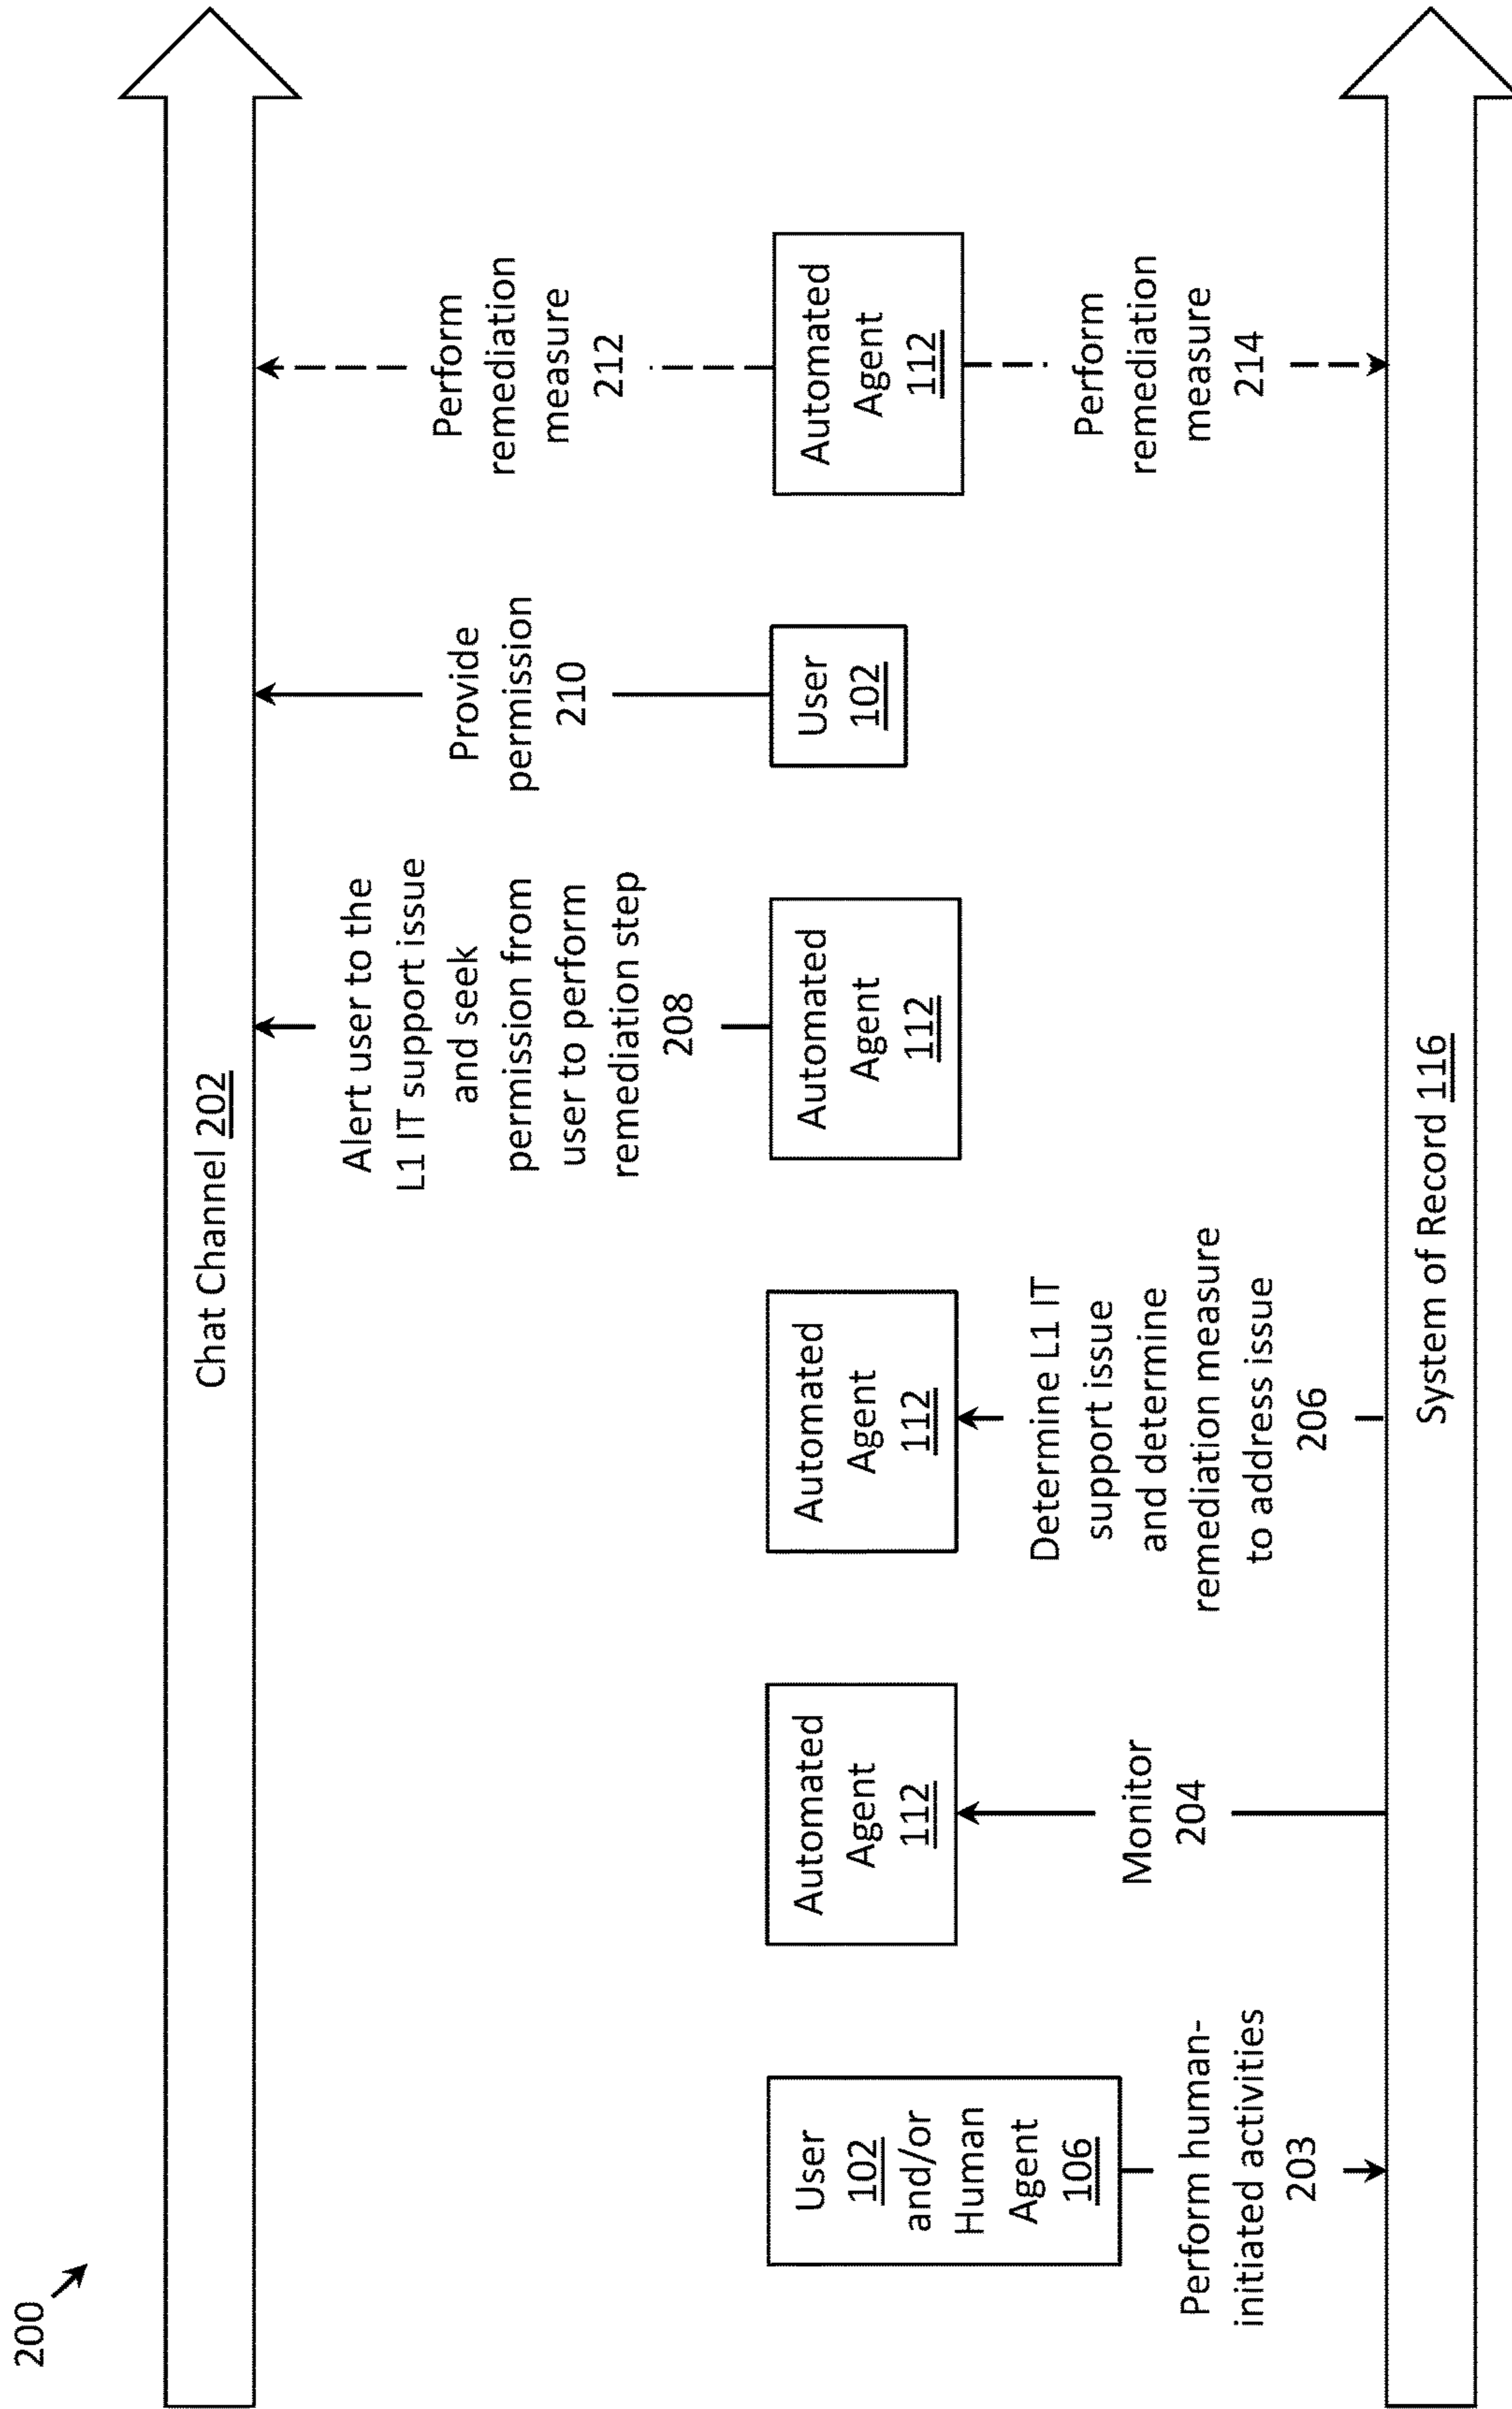 200
Chat Channel 202
User
102
and/or
Human
Agent
106
Perform human-
initiated activities
203
Automated
Agent
112
Monitor
204
Automated
Agent
112
Determine L1 IT
support issue
and determine
remediation measure
to address issue
206
Alert user to the
L1 IT support issue
and seek
permission from
user to perform
remediation step
208
Automated
Agent
112
Provide
permission
210
User
102
Perform
remediation
measure
212
Automated
Agent
112
Perform
remediation
measure
214
System of Record 116